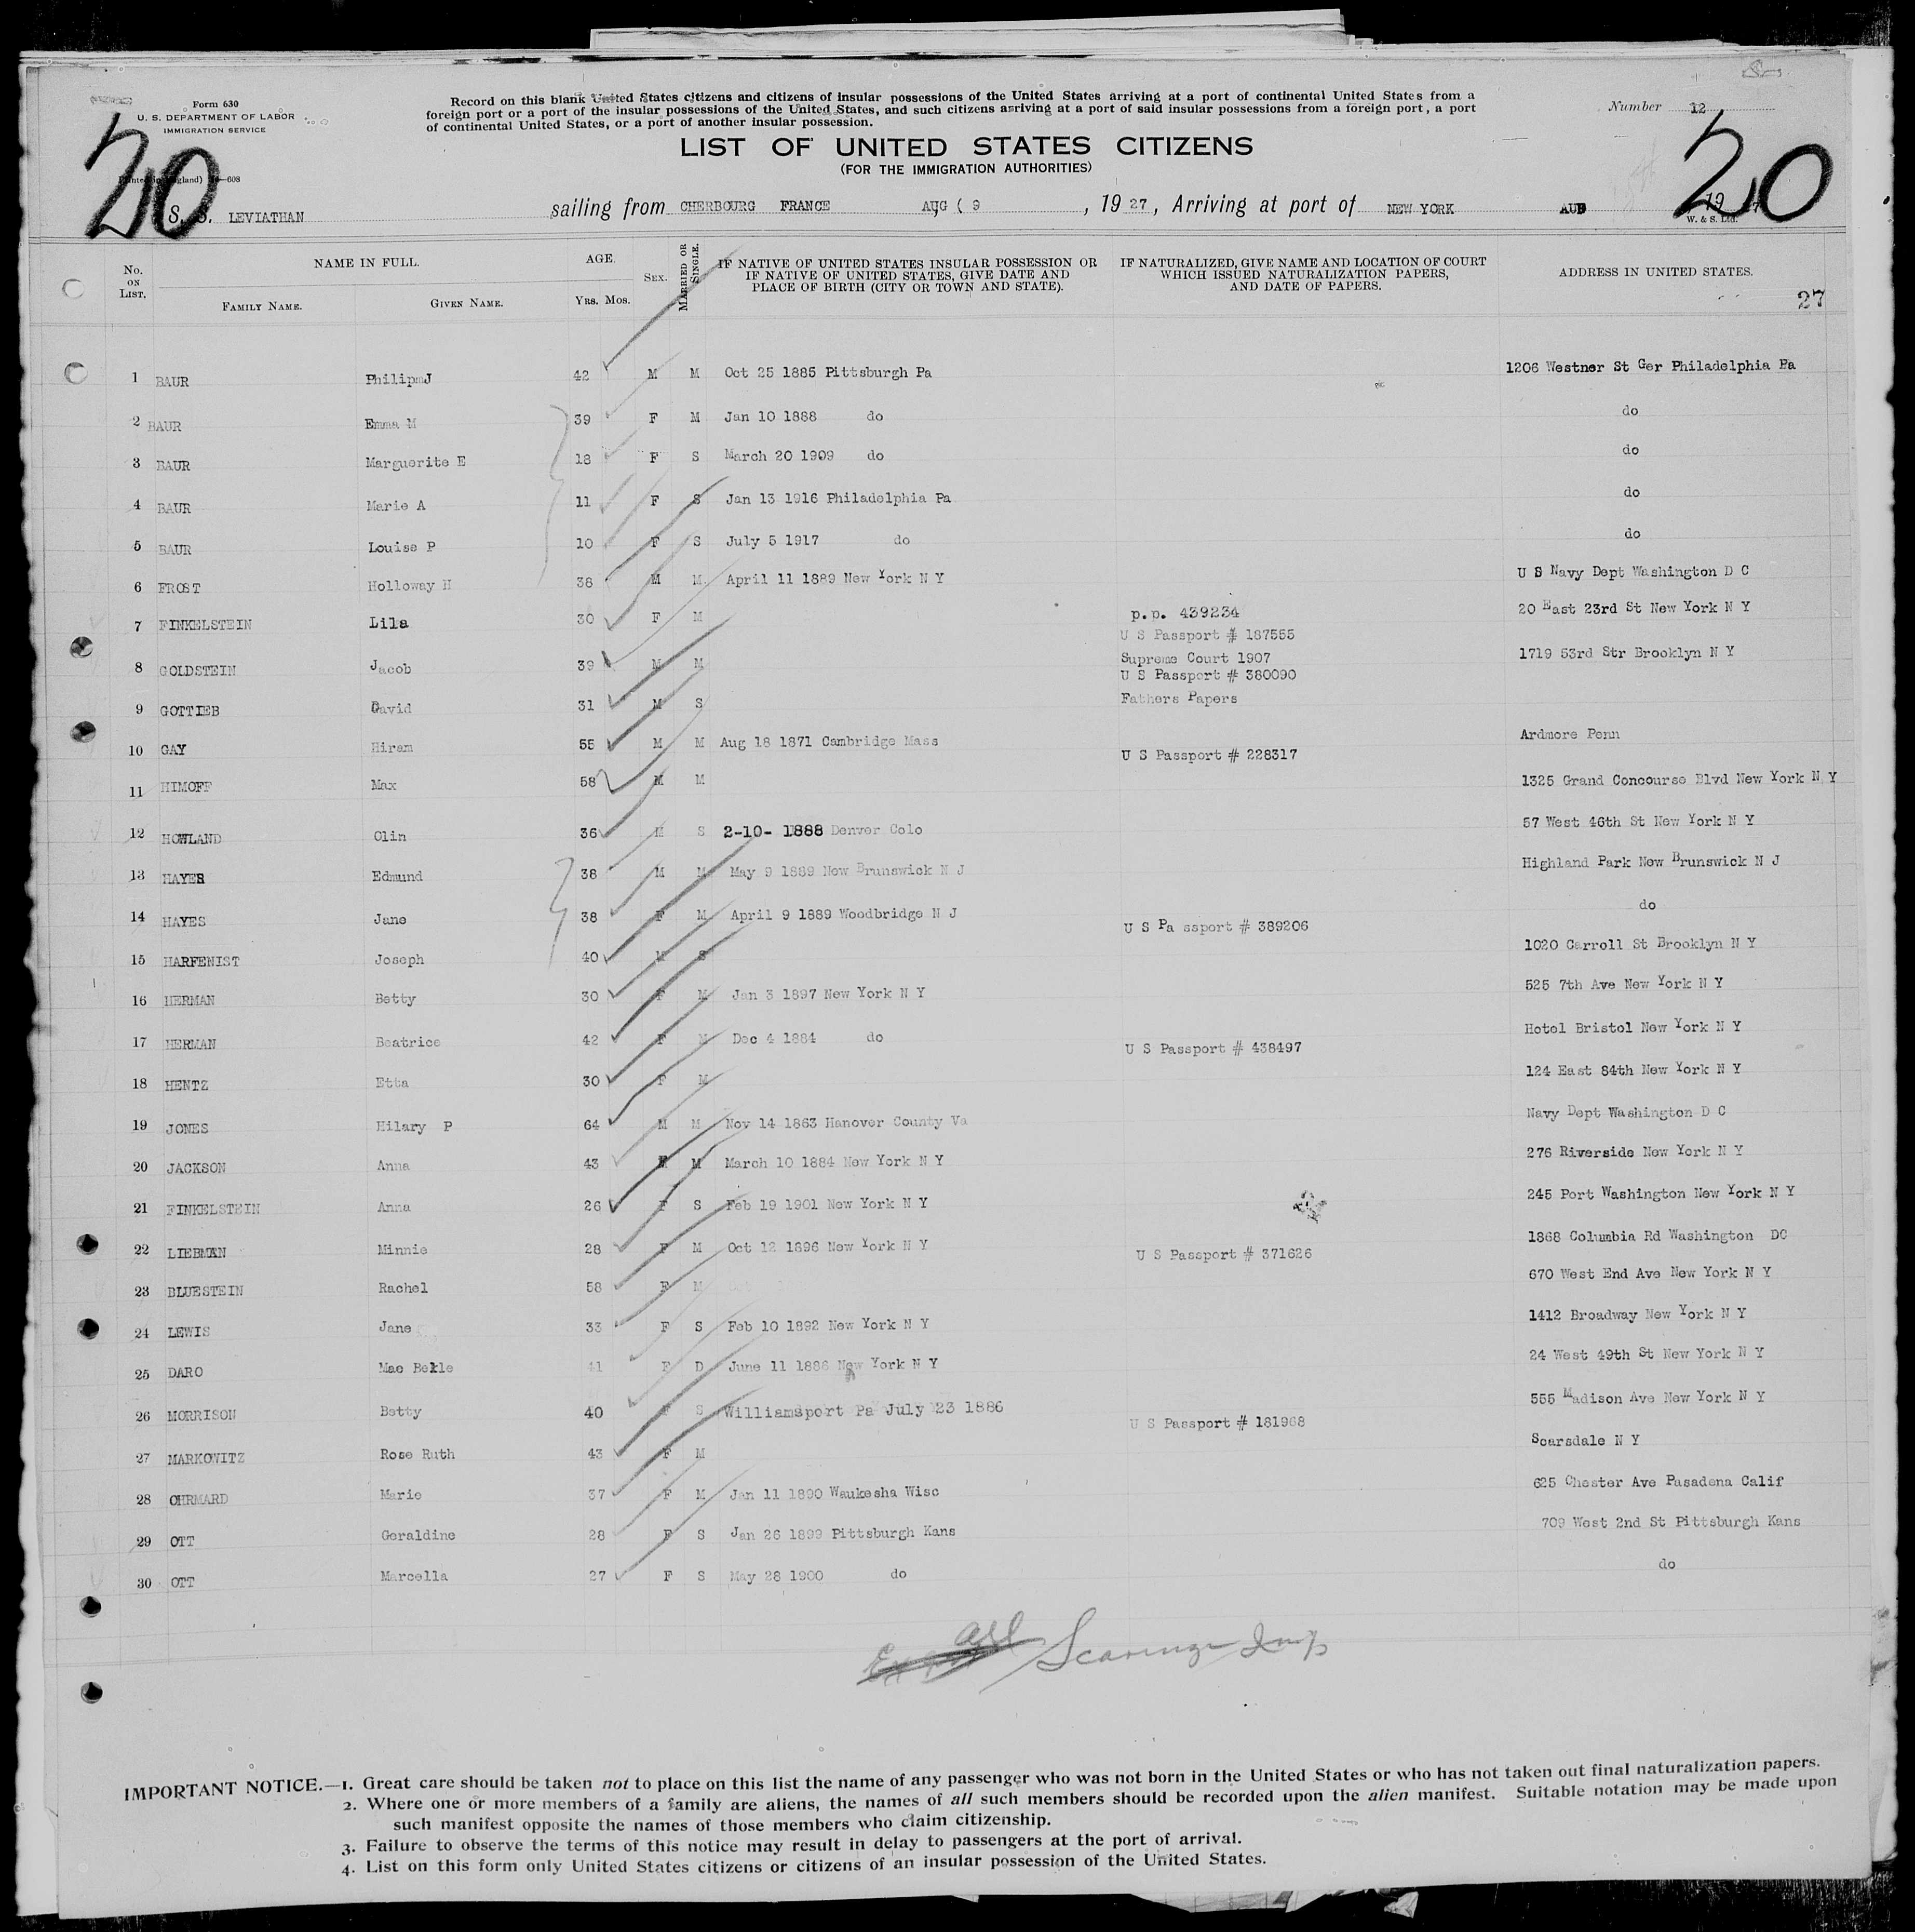 Form 630
U. S. DEPARTMENT OF LABOR
IMMIGRATION SERVICE
Record on this blank United States citizens and citizens of insular possessions of the United States arriving at a port of continental United States from a
foreign port or a port of the insular possessions of the United States, and such citizens arriving at a port of said insular possessions from a foreign port, a port
of continental United States, or a port of another insular possession.
Number 12
LIST OF UNITED STATES CITIZENS
(FOR THE IMMIGRATION AUTHORITIES)
20 20
S. S. LEVIATHAN sailing from CHERBOURG FRANCE AUG ( 9 , 19 27, Arriving at port of NEW YORK AUG 19
W. & S. Ltd.
No. ON LIST. NAME IN FULL. FAMILY NAME. GIVEN NAME. AGE. YRS. MOS. SEX. MARRIED OR SINGLE. IF NATIVE OF UNITED STATES INSULAR POSSESSION OR IF NATIVE OF UNITED STATES, GIVE DATE AND PLACE OF BIRTH (CITY OR TOWN AND STATE). IF NATURALIZED, GIVE NAME AND LOCATION OF COURT WHICH ISSUED NATURALIZATION PAPERS, AND DATE OF PAPERS. ADDRESS IN UNITED STATES.
27
1 BAUR Philip J 42 M M Oct 25 1885 Pittsburgh Pa 1206 Westner St Ger Philadelphia Pa
2 BAUR Emma M 39 F M Jan 10 1888 do do
3 BAUR Marguerite E 18 F S March 20 1909 do do
4 BAUR Marie A 11 F S Jan 13 1916 Philadelphia Pa do
5 BAUR Louise P 10 F S July 5 1917 do do
6 FROST Holloway H 38 M M April 11 1889 New York N Y U S Navy Dept Washington D C
7 FINKELSTEIN Lila 30 F M p.p. 439234 20 East 23rd St New York N Y
U S Passport # 187555
8 GOLDSTEIN Jacob 39 M M Supreme Court 1907 1719 53rd Str Brooklyn N Y
U S Passport # 380090
9 GOTTIEB David 31 M S Fathers Papers
10 GAY Hiram 55 M M Aug 18 1871 Cambridge Mass Ardmore Penn
U S Passport # 228317
11 HIMOFF Max 58 M M 1325 Grand Concourse Blvd New York N Y
12 HOWLAND Olin 36 M S 2-10- 1888 Denver Colo 57 West 46th St New York N Y
13 HAYES Edmund 38 M M May 9 1889 New Brunswick N J Highland Park New Brunswick N J
14 HAYES Jane 38 F M April 9 1889 Woodbridge N J do
U S Pa ssport # 389206
15 HARFENIST Joseph 40 M S 1020 Carroll St Brooklyn N Y
16 HERMAN Betty 30 F M Jan 3 1897 New York N Y 525 7th Ave New York N Y
17 HERMAN Beatrice 42 F M Dec 4 1884 do Hotel Bristol New York N Y
U S Passport # 438497
18 HENTZ Etta 30 F M 124 East 84th New York N Y
19 JONES Hilary P 64 M M Nov 14 1863 Hanover County Va Navy Dept Washington D C
20 JACKSON Anna 43 M March 10 1884 New York N Y 276 Riverside New York N Y
21 FINKELSTEIN Anna 26 F S Feb 19 1901 New York N Y 245 Port Washington New York N Y
22 LIEBMAN Minnie 28 F M Oct 12 1896 New York N Y 1868 Columbia Rd Washington DC
U S Passport # 371626
23 BLUESTEIN Rachel 58 F M 670 West End Ave New York N Y
24 LEWIS Jane 33 F S Feb 10 1892 New York N Y 1412 Broadway New York N Y
25 DARO Mae Belle 41 F D June 11 1886 New York N Y 24 West 49th St New York N Y
26 MORRISON Betty 40 F S Williamsport Pa July 23 1886 555 Madison Ave New York N Y
U S Passport # 181968
27 MARKOWITZ Rose Ruth 43 F M Scarsdale N Y
28 OHRMARD Marie 37 F M Jan 11 1890 Waukesha Wisc 625 Chester Ave Pasadena Calif
29 OTT Geraldine 28 F S Jan 26 1899 Pittsburgh Kans 709 West 2nd St Pittsburgh Kans
30 OTT Marcella 27 F S May 28 1900 do do
IMPORTANT NOTICE.—1. Great care should be taken not to place on this list the name of any passenger who was not born in the United States or who has not taken out final naturalization papers.
2. Where one or more members of a family are aliens, the names of all such members should be recorded upon the alien manifest. Suitable notation may be made upon
such manifest opposite the names of those members who claim citizenship.
3. Failure to observe the terms of this notice may result in delay to passengers at the port of arrival.
4. List on this form only United States citizens or citizens of an insular possession of the United States.